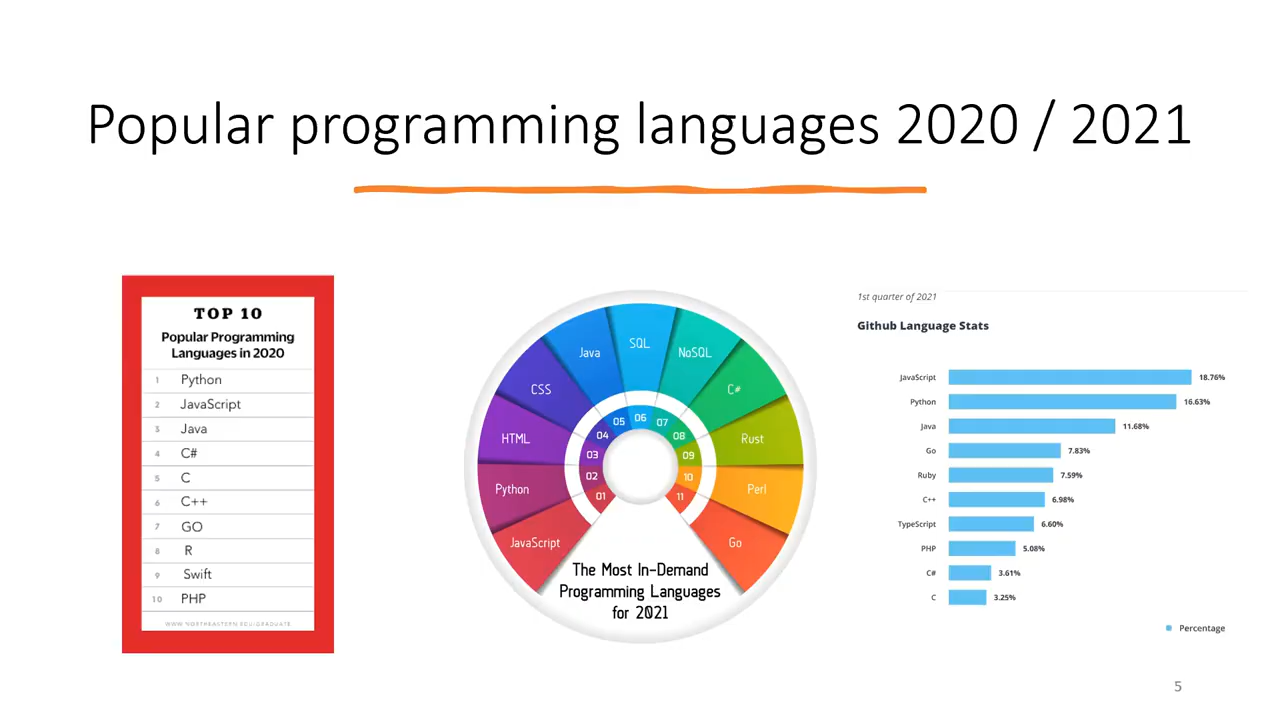 Popular programming languages 2020 / 2021
TOP 10
Popular Programming
Languages in 2020
1 Python
2 JavaScript
3 Java
4 C#
5 C
6 C++
7 GO
8 R
9 Swift
10 PHP
WWW.NORTHEASTERN.EDU/GRADUATE
01 JavaScript
02 Python
03 HTML
04 CSS
05 Java
06 SQL
07 NoSQL
08 C#
09 Rust
10 Perl
11 Go
The Most In-Demand
Programming Languages
for 2021
1st quarter of 2021
Github Language Stats
JavaScript 18.76%
Python 16.63%
Java 11.68%
Go 7.83%
Ruby 7.59%
C++ 6.98%
TypeScript 6.60%
PHP 5.08%
C# 3.61%
C 3.25%
Percentage
5